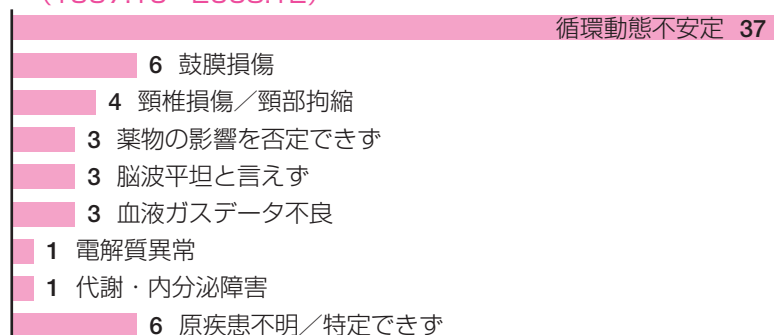 循環動態不安定 37
6 鼓膜損傷
4 頸椎損傷／頸部拘縮
3 薬物の影響を否定できず
3 脳波平坦と言えず
3 血液ガスデータ不良
1 電解質異常
1 代謝・内分泌障害
6 原疾患不明／特定できず